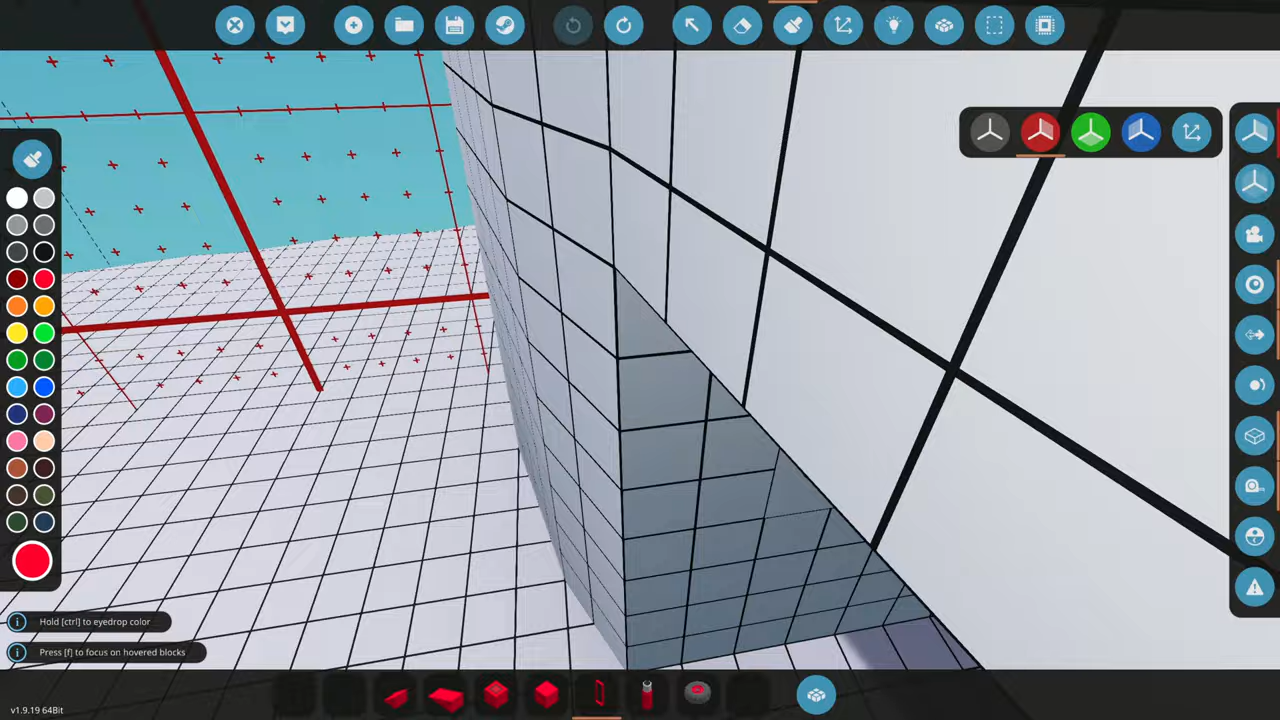 Hold [ctrl] to eyedrop color
Press [f] to focus on hovered blocks
v1.9.19 64Bit